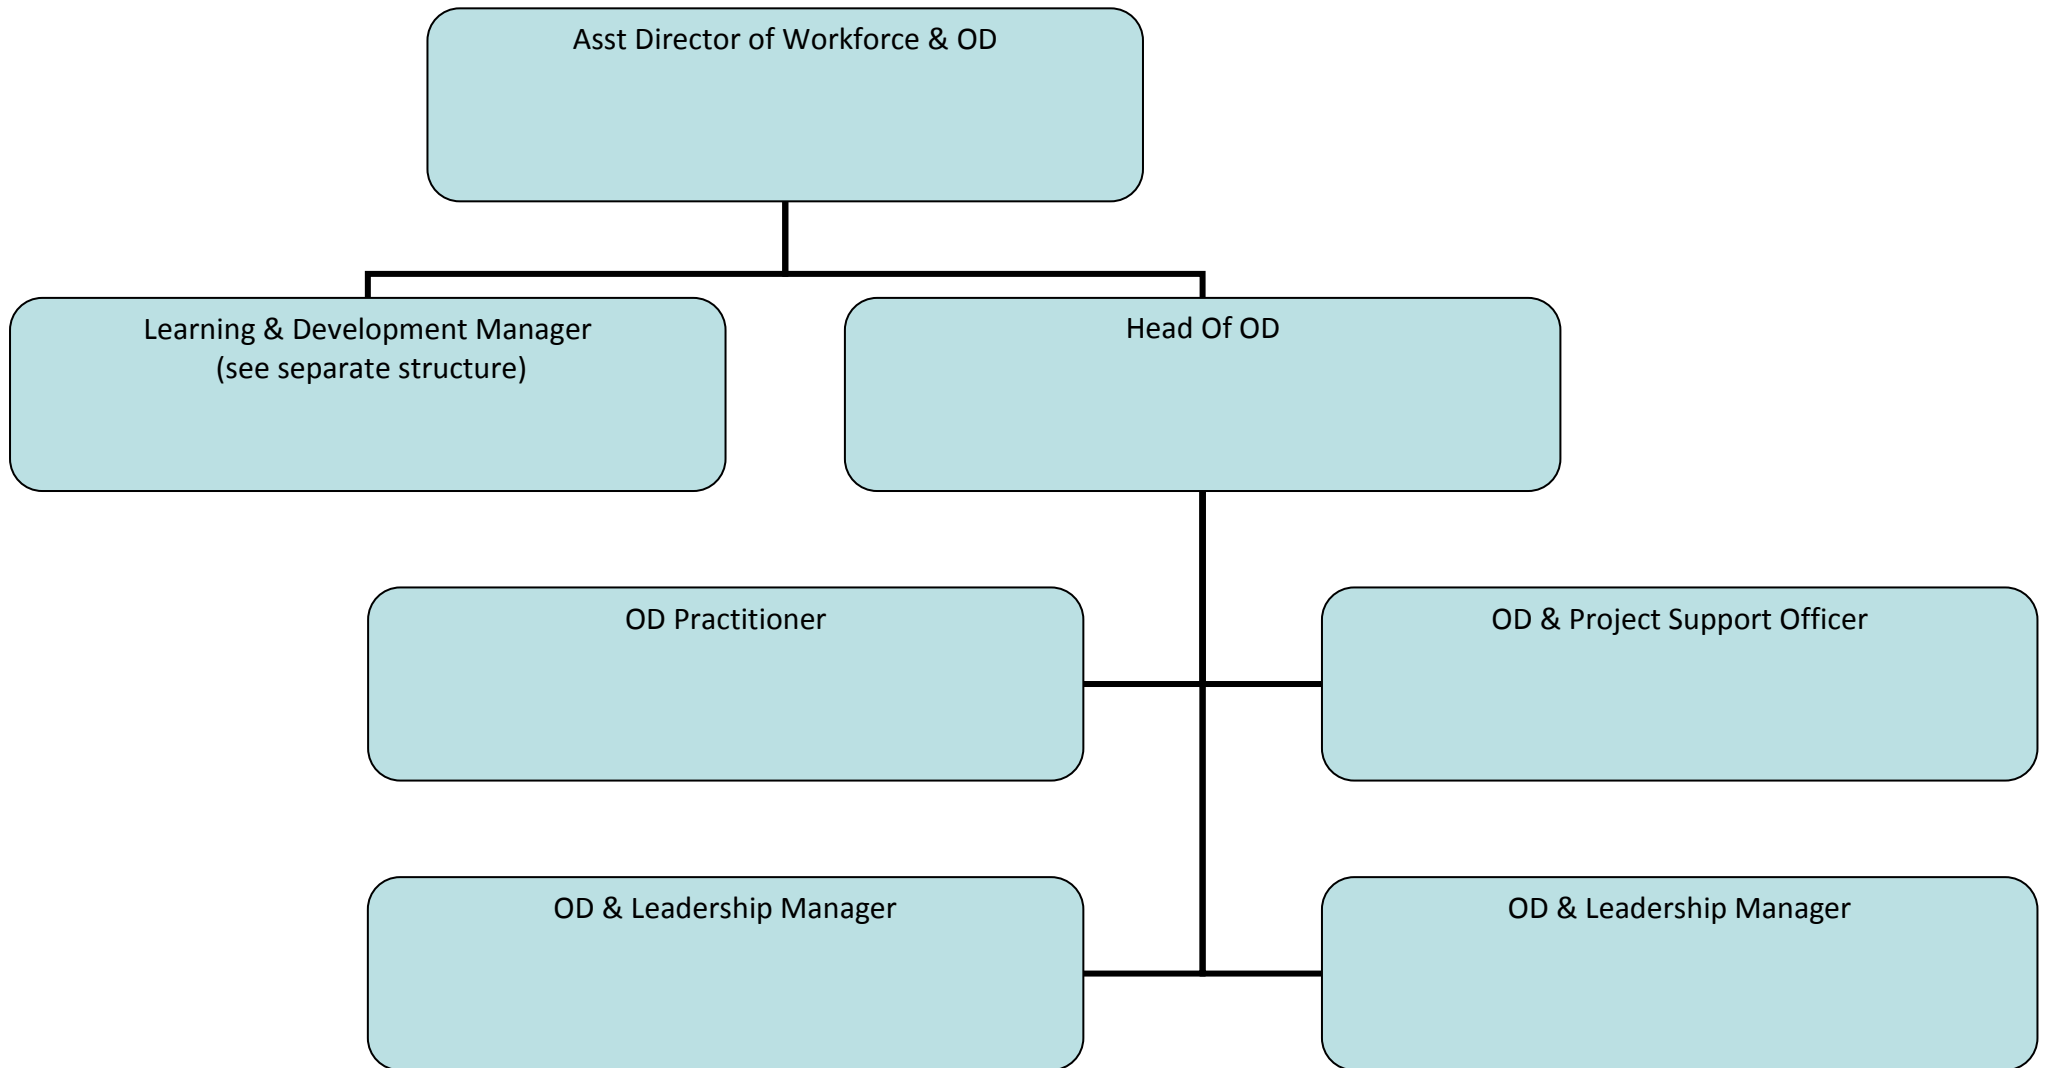 Asst Director of Workforce & OD
Learning & Development Manager
(see separate structure)
Head Of OD
OD Practitioner
OD & Project Support Officer
OD & Leadership Manager
OD & Leadership Manager